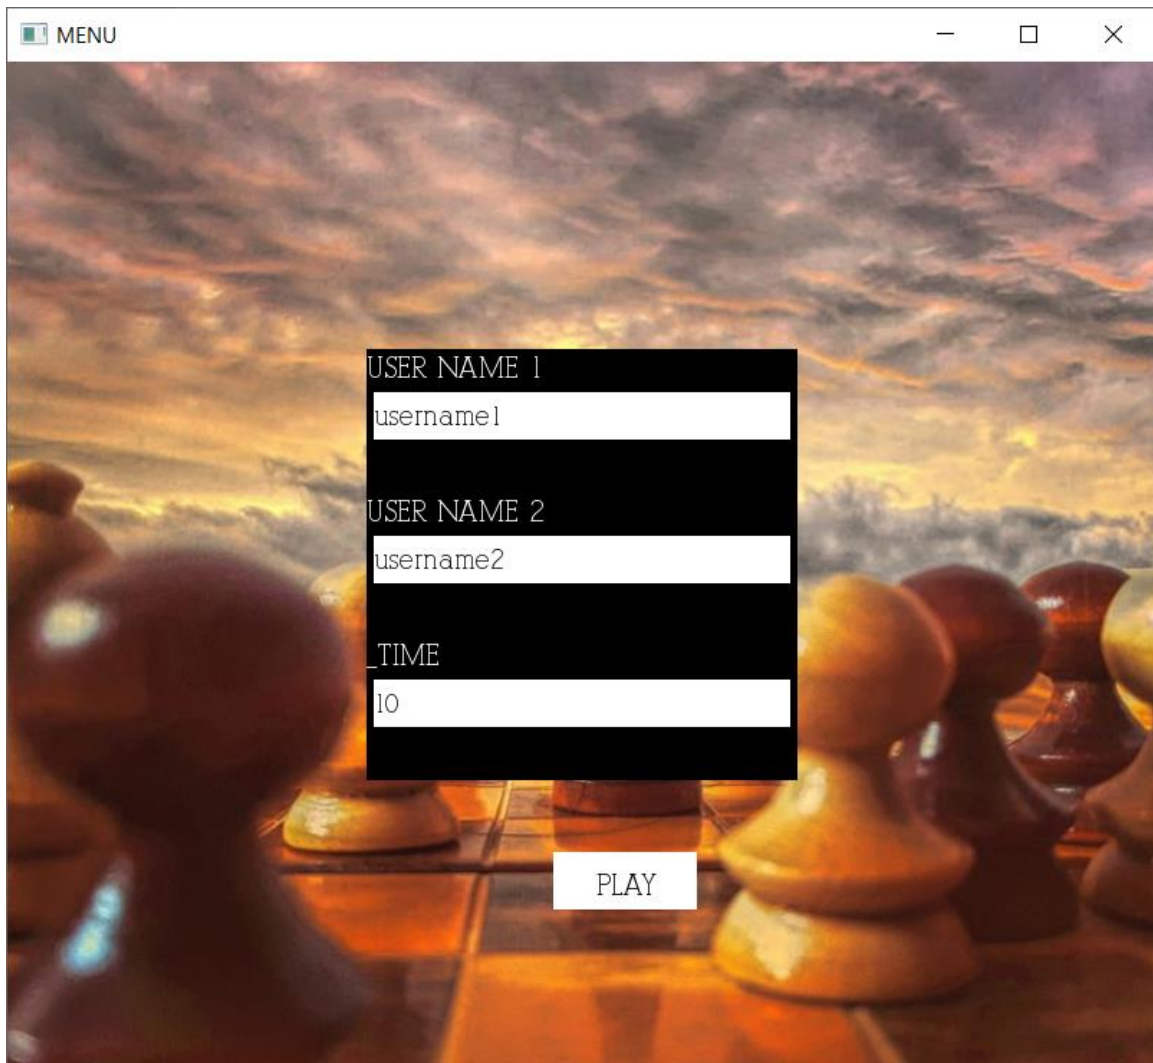 MENU
USER NAME 1
username1
USER NAME 2
username2
_TIME
10
PLAY